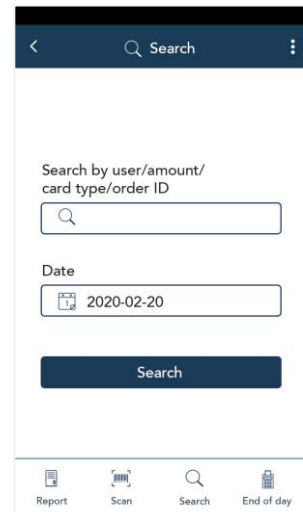 Search
Search by user/amount/
card type/order ID
Date
2020-02-20
Search
Report Scan Search End of day